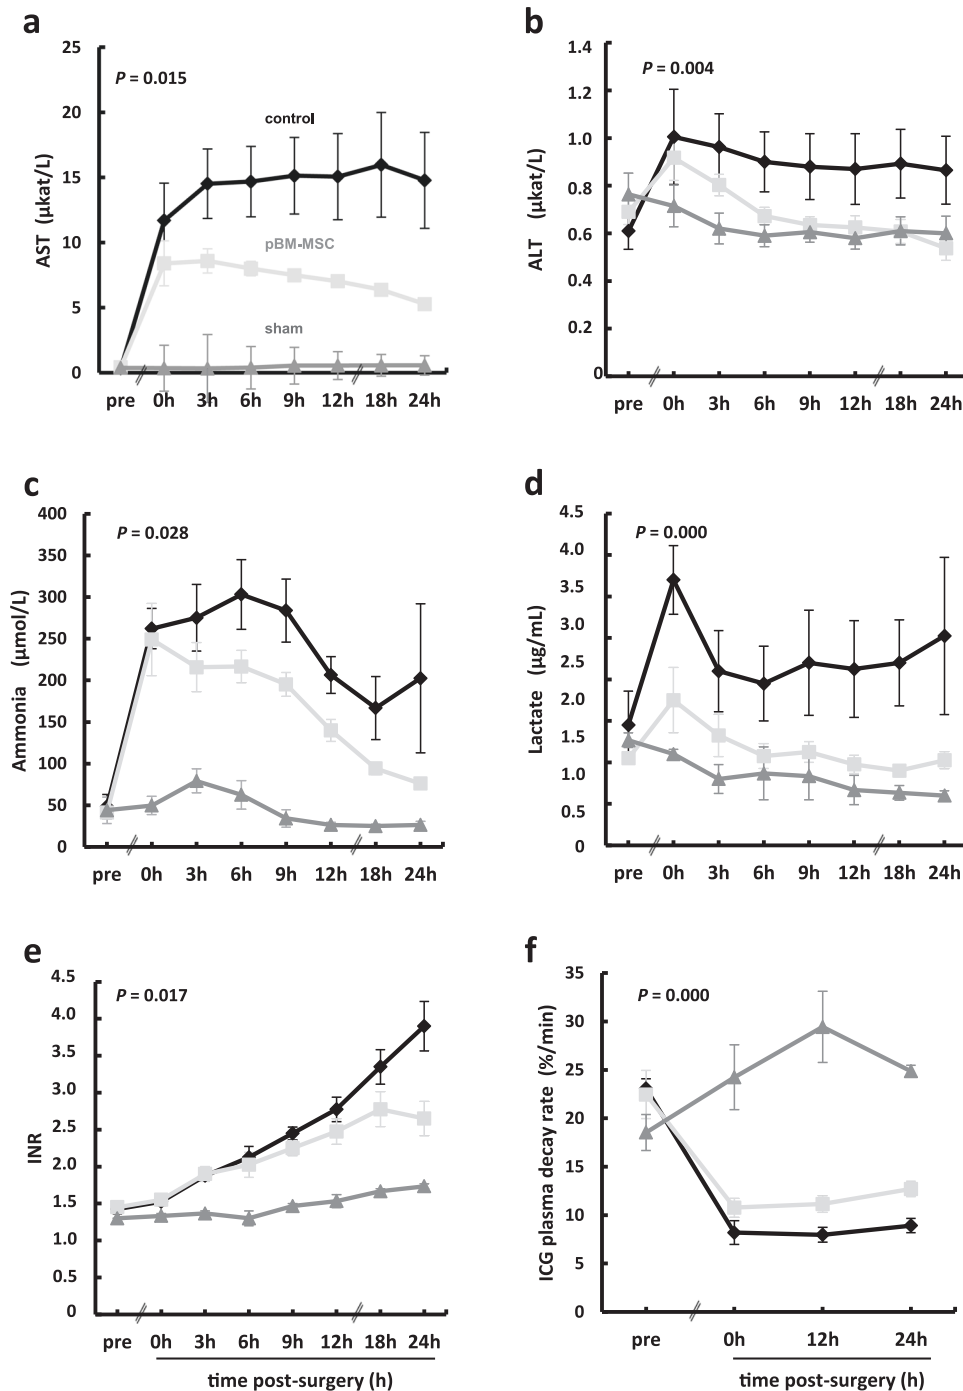 a
AST (µkat/L)
25
20
15
10
5
0
P = 0.015
control
pBM-MSC
sham
pre 0h 3h 6h 9h 12h 18h 24h
b
ALT (µkat/L)
1.4
1.2
1.0
0.8
0.6
0.4
0.2
0
P = 0.004
pre 0h 3h 6h 9h 12h 18h 24h
c
Ammonia (µmol/L)
400
350
300
250
200
150
100
50
0
P = 0.028
pre 0h 3h 6h 9h 12h 18h 24h
d
Lactate (µg/mL)
4.5
4.0
3.5
3.0
2.5
2.0
1.5
1.0
0.5
0
P = 0.000
pre 0h 3h 6h 9h 12h 18h 24h
e
INR
4.5
4.0
3.5
3.0
2.5
2.0
1.5
1.0
0.5
0
P = 0.017
pre 0h 3h 6h 9h 12h 18h 24h
time post-surgery (h)
f
ICG plasma decay rate (%/min)
35
30
25
20
15
10
5
0
P = 0.000
pre 0h 12h 24h
time post-surgery (h)